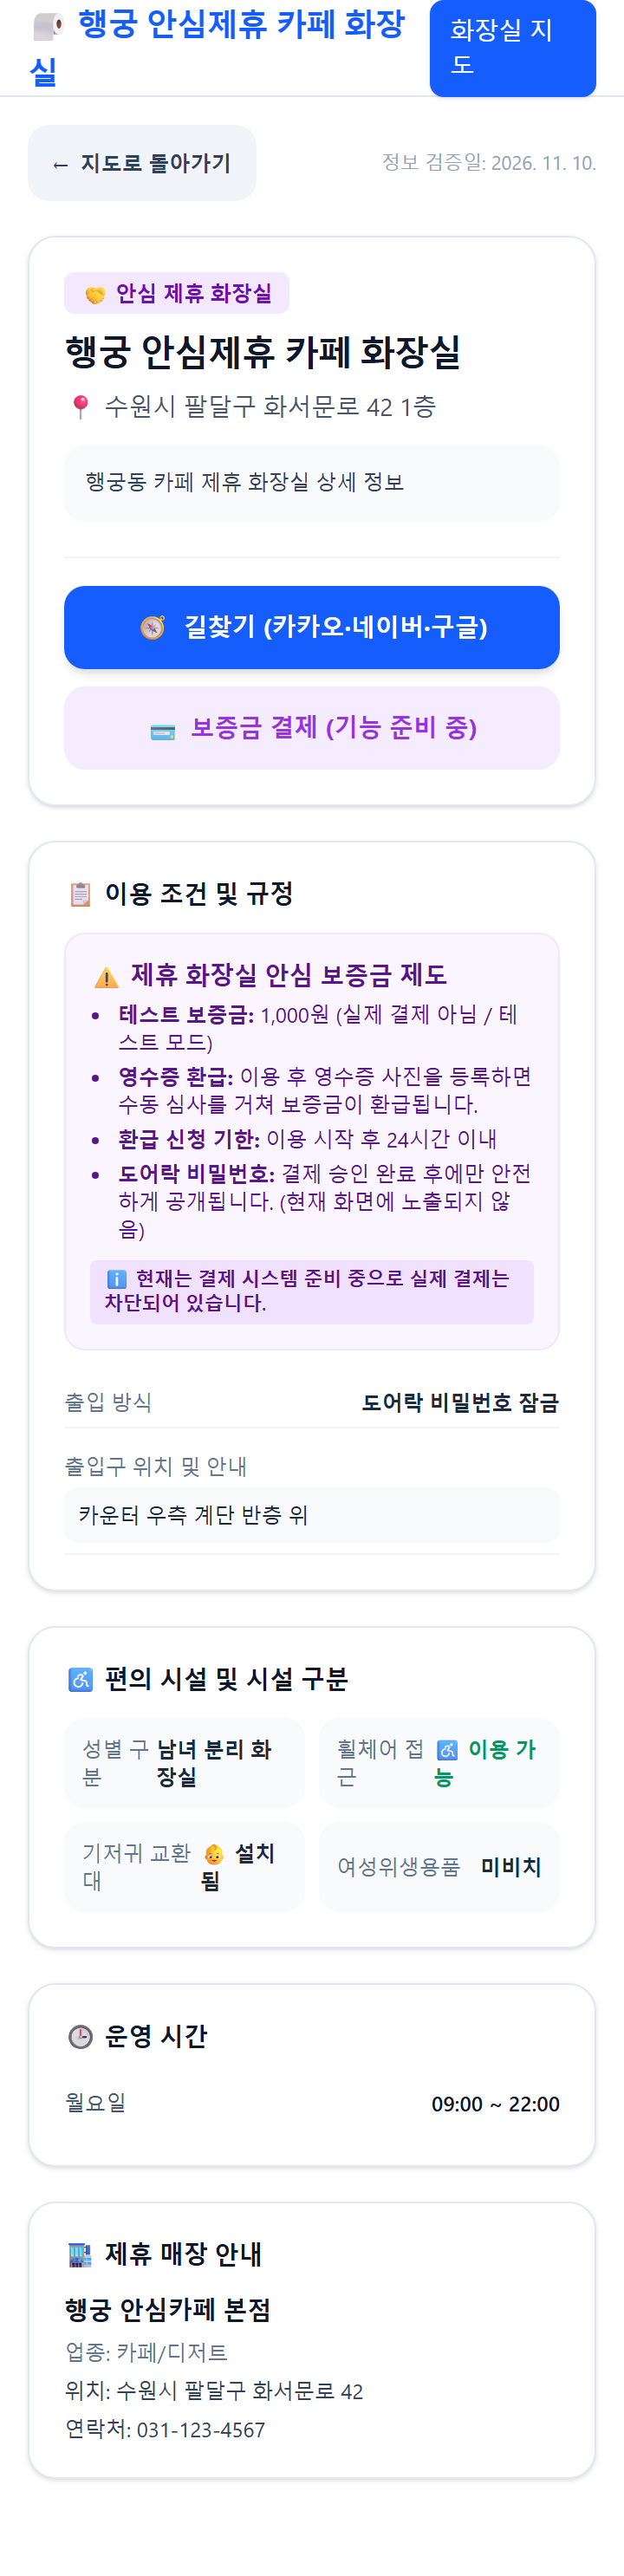 🧻 행궁 안심제휴 카페 화장
실
화장실 지
도
← 지도로 돌아가기
정보 검증일: 2026. 11. 10.
🤝 안심 제휴 화장실
행궁 안심제휴 카페 화장실
📍 수원시 팔달구 화서문로 42 1층
행궁동 카페 제휴 화장실 상세 정보
🧭 길찾기 (카카오·네이버·구글)
🪪 보증금 결제 (기능 준비 중)
📋 이용 조건 및 규정
⚠️ 제휴 화장실 안심 보증금 제도
• 테스트 보증금: 1,000원 (실제 결제 아님 / 테
스트 모드)
• 영수증 환급: 이용 후 영수증 사진을 등록하면
수동 심사를 거쳐 보증금이 환급됩니다.
• 환급 신청 기한: 이용 시작 후 24시간 이내
• 도어락 비밀번호: 결제 승인 완료 후에만 안전
하게 공개됩니다. (현재 화면에 노출되지 않
음)
ℹ️ 현재는 결제 시스템 준비 중으로 실제 결제는
차단되어 있습니다.
출입 방식
도어락 비밀번호 잠금
출입구 위치 및 안내
카운터 우측 계단 반층 위
♿ 편의 시설 및 시설 구분
성별 구
분
남녀 분리 화
장실
휠체어 접
근
♿ 이용 가
능
기저귀 교환
대
👶 설치
됨
여성위생용품
미비치
🕒 운영 시간
월요일
09:00 ~ 22:00
🏪 제휴 매장 안내
행궁 안심카페 본점
업종: 카페/디저트
위치: 수원시 팔달구 화서문로 42
연락처: 031-123-4567